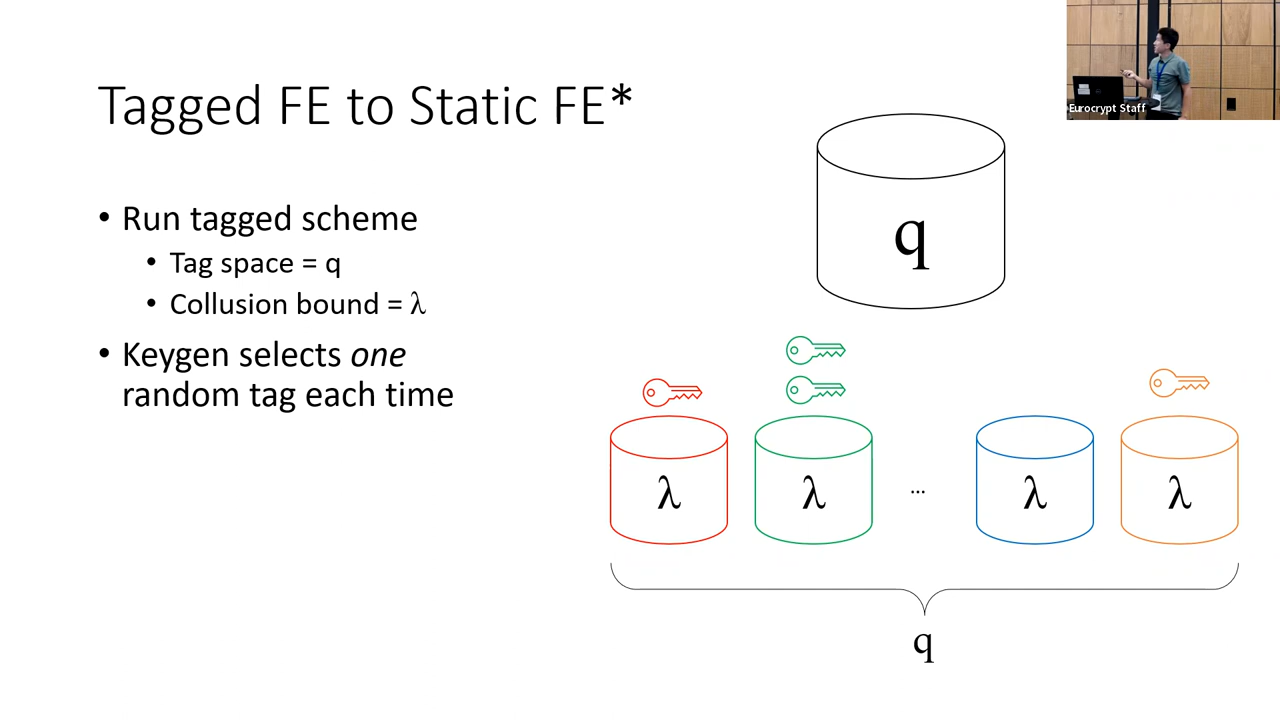 Eurocrypt Staff
Tagged FE to Static FE*
• Run tagged scheme
• Tag space = q
• Collusion bound = λ
• Keygen selects one
random tag each time
q
λ
λ
...
λ
λ
q